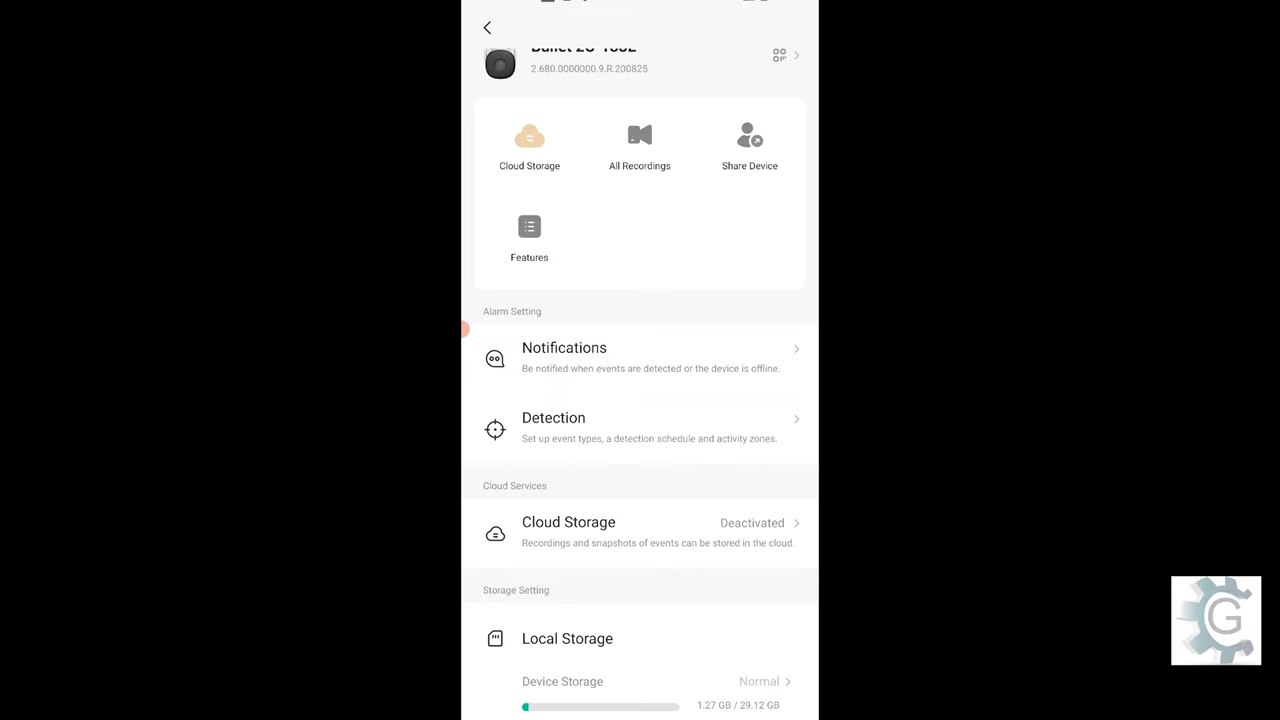 2.680.0000000.9.R.200825
Cloud Storage
All Recordings
Share Device
Features
Alarm Setting
Notifications
Be notified when events are detected or the device is offline.
Detection
Set up event types, a detection schedule and activity zones.
Cloud Services
Cloud Storage
Deactivated
Recordings and snapshots of events can be stored in the cloud.
Storage Setting
Local Storage
Device Storage
Normal
1.27 GB / 29.12 GB
G